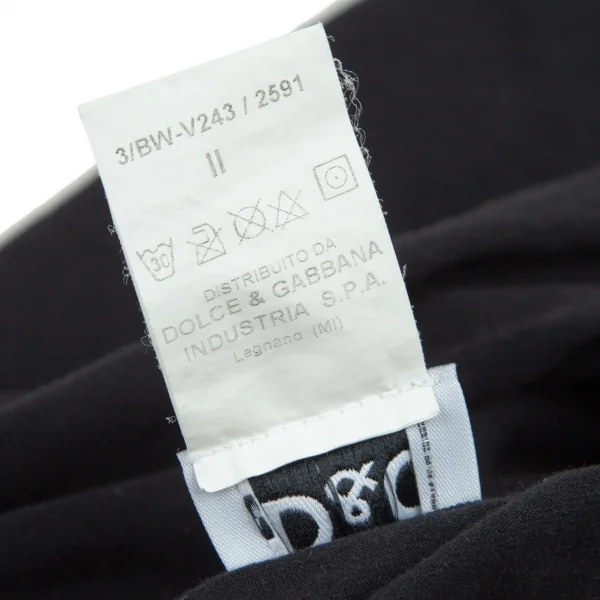 3/BW-V243 / 2591
II
30
DISTRIBUITO DA
DOLCE & GABBANA
INDUSTRIA S.P.A.
Legnano (MI)
D&G